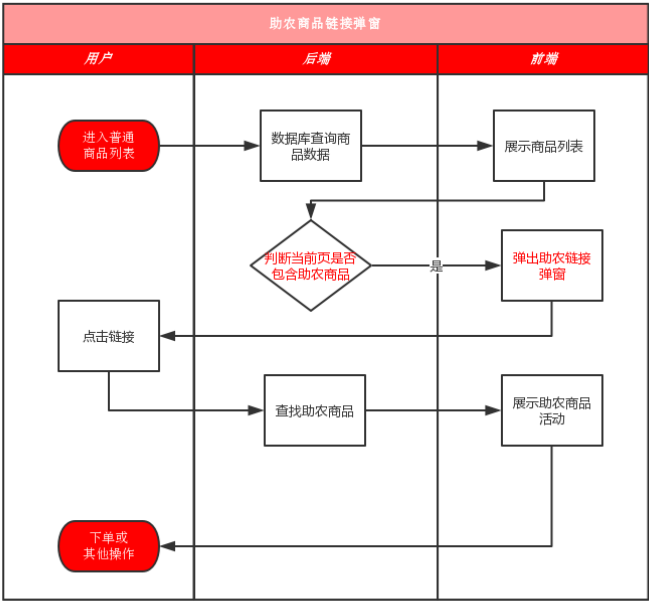 助农商品链接弹窗
用户
后端
前端
进入普通
商品列表
数据库查询商
品数据
展示商品列表
判断当前页是否
包含助农商品
是
弹出助农链接
弹窗
点击链接
查找助农商品
展示助农商品
活动
下单或
其他操作